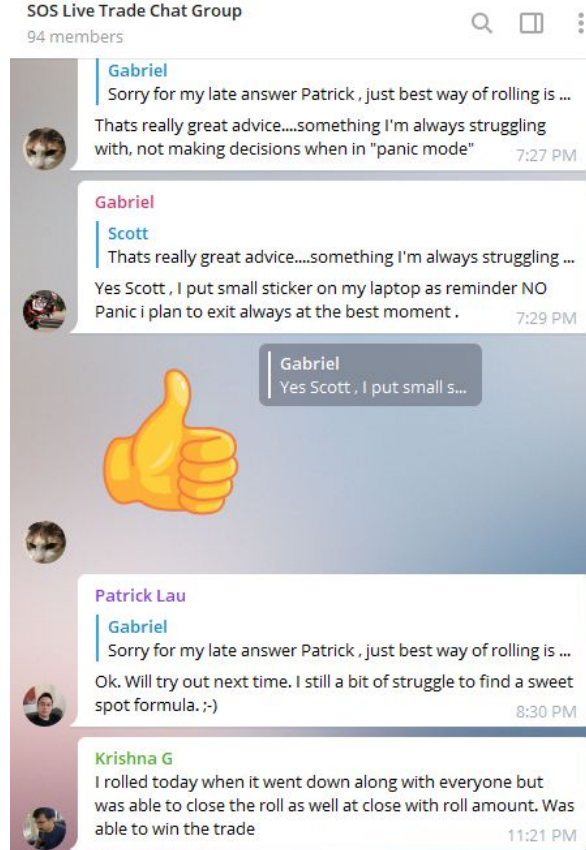 SOS Live Trade Chat Group
94 members
Gabriel
Sorry for my late answer Patrick , just best way of rolling is ...
Thats really great advice....something I'm always struggling
with, not making decisions when in "panic mode"
7:27 PM
Gabriel
Scott
Thats really great advice....something I'm always struggling ...
Yes Scott , I put small sticker on my laptop as reminder NO
Panic i plan to exit always at the best moment .
7:29 PM
Gabriel
Yes Scott , I put small s...
Patrick Lau
Gabriel
Sorry for my late answer Patrick , just best way of rolling is ...
Ok. Will try out next time. I still a bit of struggle to find a sweet
spot formula. ;-)
8:30 PM
Krishna G
I rolled today when it went down along with everyone but
was able to close the roll as well at close with roll amount. Was
able to win the trade
11:21 PM